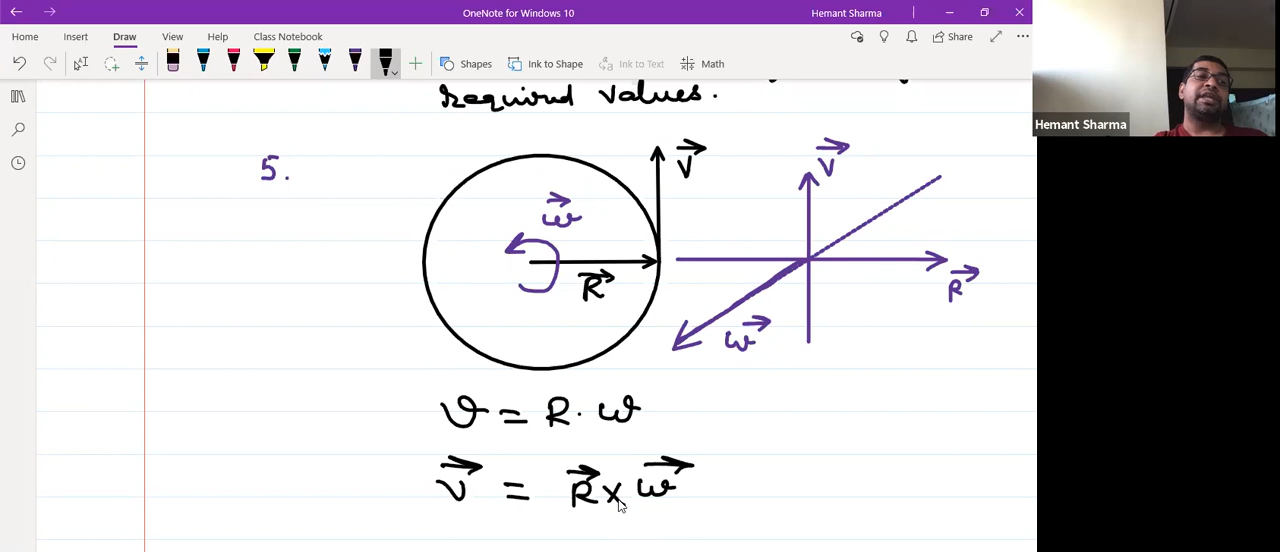 OneNote for Windows 10
Hemant Sharma
Home Insert Draw View Help Class Notebook
Share
Shapes Ink to Shape Ink to Text Math
required values.
Hemant Sharma
5.
V⃗
ω⃗
R⃗
V⃗
R⃗
ω⃗
v = R · ω
v⃗ = R⃗ × ω⃗